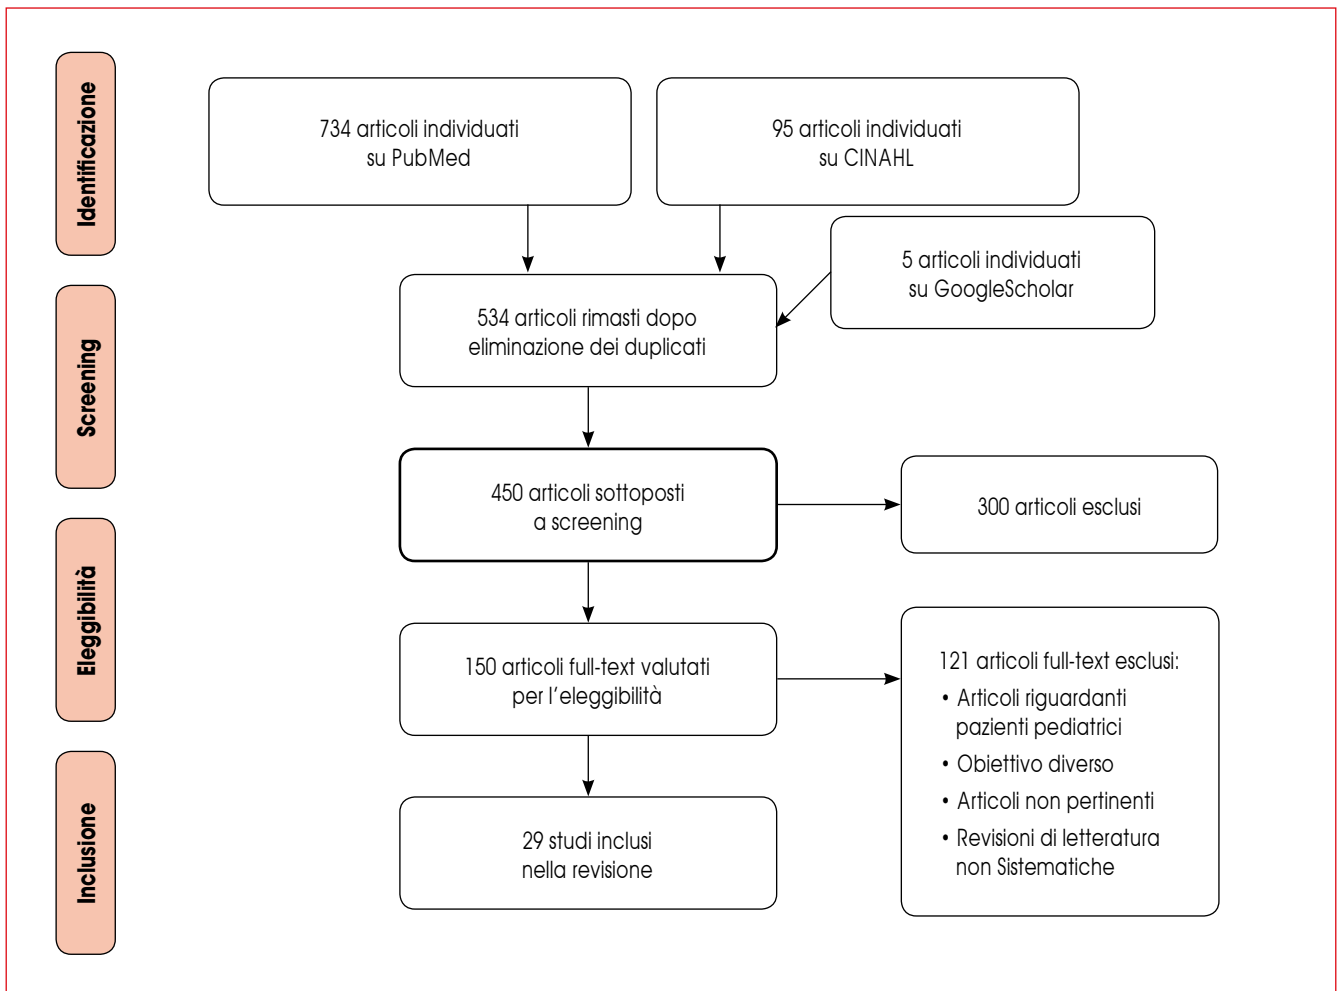 Identificazione
734 articoli individuati
su PubMed
95 articoli individuati
su CINAHL
5 articoli individuati
su GoogleScholar
Screening
534 articoli rimasti dopo
eliminazione dei duplicati
450 articoli sottoposti
a screening
300 articoli esclusi
Eleggibilità
150 articoli full-text valutati
per l'eleggibilità
121 articoli full-text esclusi:
• Articoli riguardanti
pazienti pediatrici
• Obiettivo diverso
• Articoli non pertinenti
• Revisioni di letteratura
non Sistematiche
Inclusione
29 studi inclusi
nella revisione